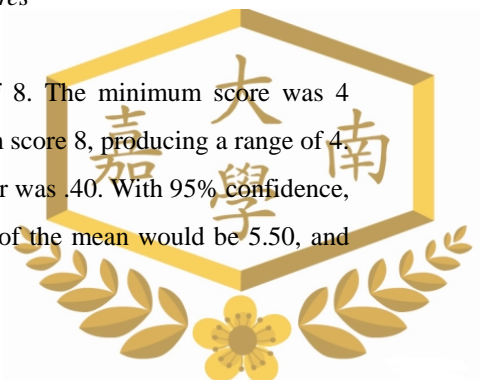 res
f 8. The minimum score was 4
n score 8, producing a range of 4.
r was .40. With 95% confidence,
of the mean would be 5.50, and
大
嘉 南
學